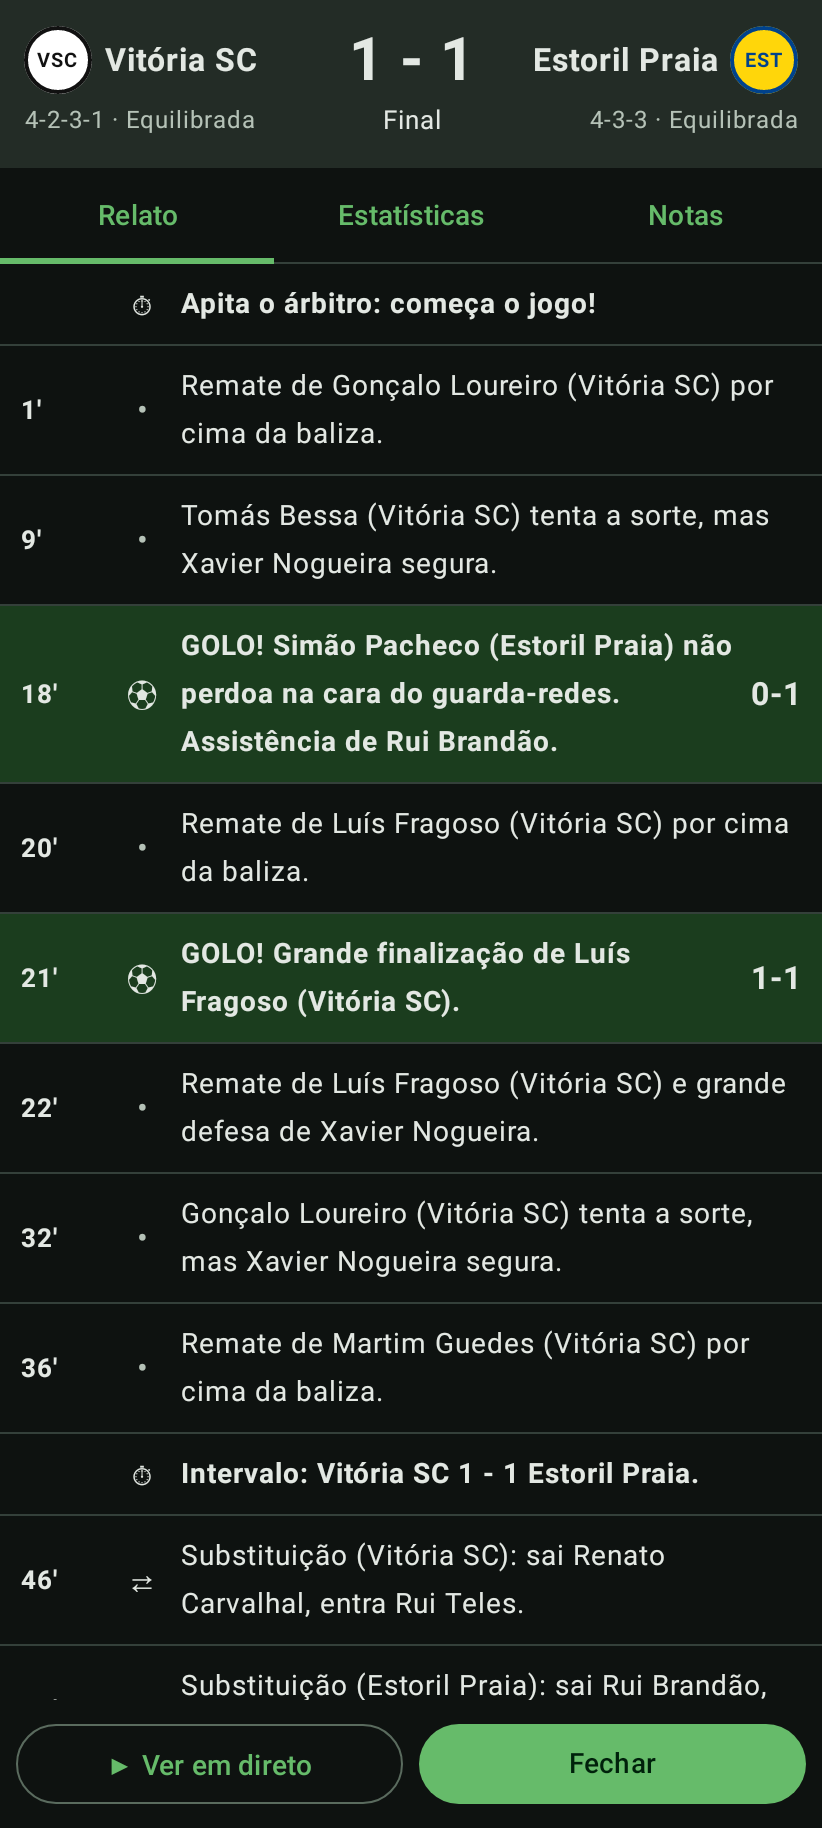 VSC Vitória SC 1 - 1 Estoril Praia EST
4-2-3-1 · Equilibrada Final 4-3-3 · Equilibrada
Relato Estatísticas Notas
Apita o árbitro: começa o jogo!
1' • Remate de Gonçalo Loureiro (Vitória SC) por
cima da baliza.
9' • Tomás Bessa (Vitória SC) tenta a sorte, mas
Xavier Nogueira segura.
GOLO! Simão Pacheco (Estoril Praia) não
18' perdoa na cara do guarda-redes. 0-1
Assistência de Rui Brandão.
20' • Remate de Luís Fragoso (Vitória SC) por cima
da baliza.
21' GOLO! Grande finalização de Luís 1-1
Fragoso (Vitória SC).
22' • Remate de Luís Fragoso (Vitória SC) e grande
defesa de Xavier Nogueira.
32' • Gonçalo Loureiro (Vitória SC) tenta a sorte,
mas Xavier Nogueira segura.
36' • Remate de Martim Guedes (Vitória SC) por
cima da baliza.
Intervalo: Vitória SC 1 - 1 Estoril Praia.
46' Substituição (Vitória SC): sai Renato
Carvalhal, entra Rui Teles.
Substituição (Estoril Praia): sai Rui Brandão,
► Ver em direto Fechar